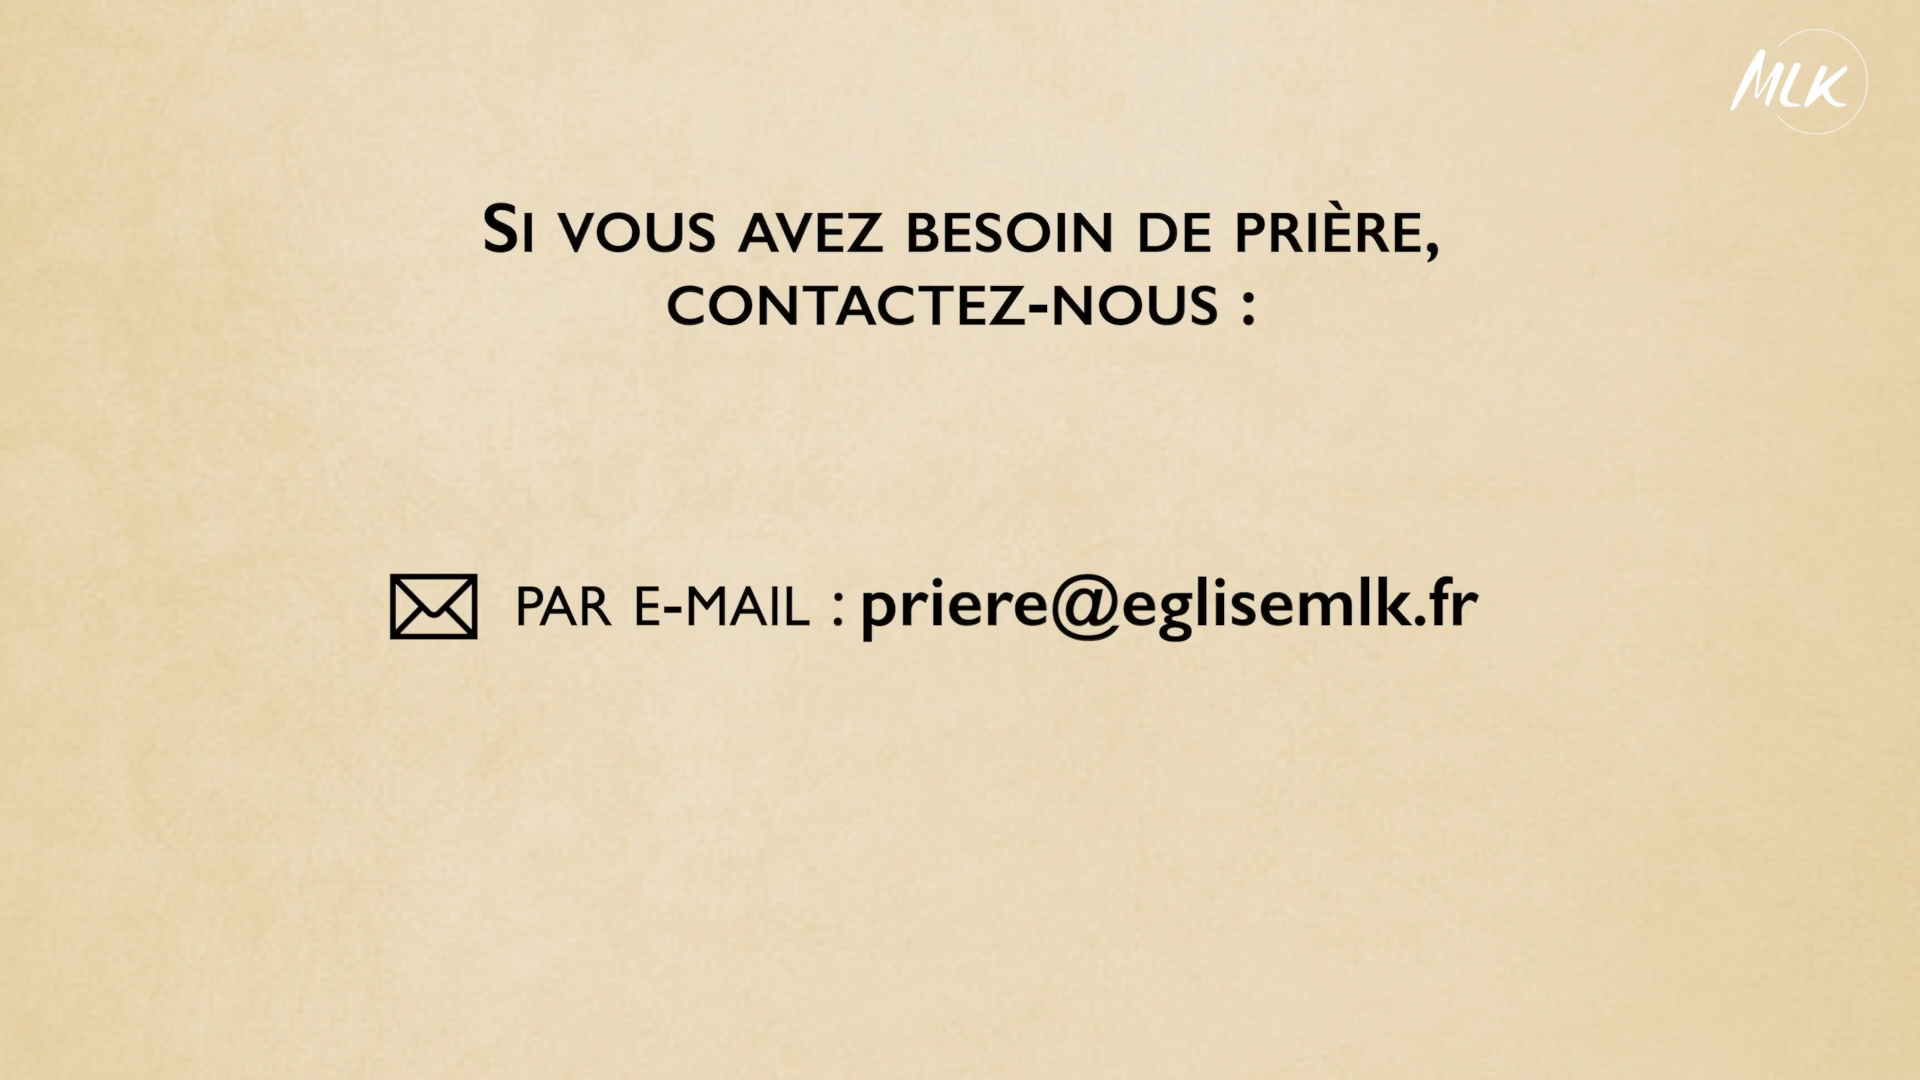 MLK
SI VOUS AVEZ BESOIN DE PRIÈRE,
CONTACTEZ-NOUS :
PAR E-MAIL : priere@eglisemlk.fr